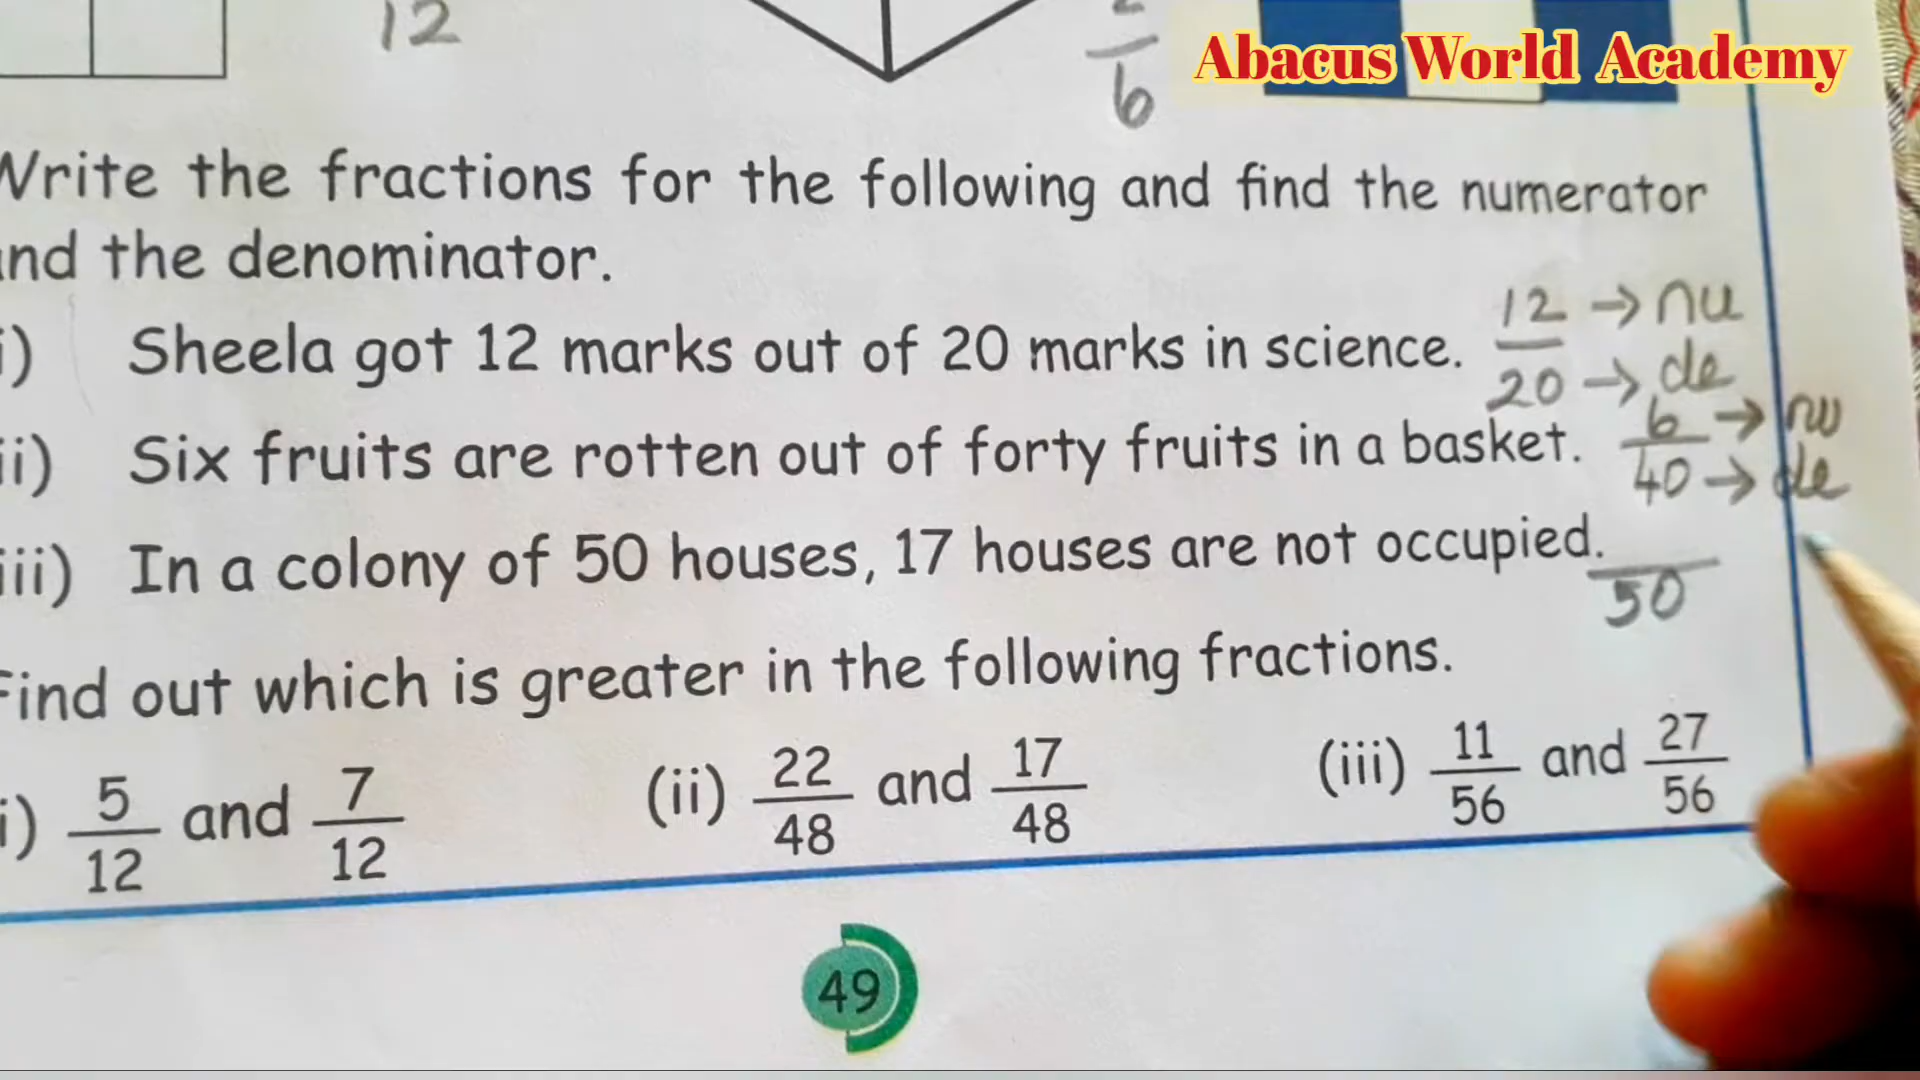 12
6
Abacus World Academy
Write the fractions for the following and find the numerator
and the denominator.
i) Sheela got 12 marks out of 20 marks in science. 12/20 → nu → de
ii) Six fruits are rotten out of forty fruits in a basket. 6/40 → nu → de
iii) In a colony of 50 houses, 17 houses are not occupied. /50
Find out which is greater in the following fractions.
i) 5/12 and 7/12 (ii) 22/48 and 17/48 (iii) 11/56 and 27/56
49